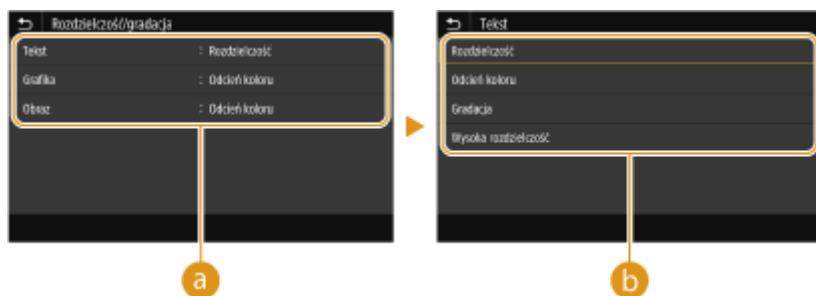 Rozdzielczość/gradacja
Tekst : Rozdzielczość
Grafika : Odcień koloru
Obraz : Odcień koloru
a
Tekst
Rozdzielczość
Odcień koloru
Gradacja
Wysoka rozdzielczość
b